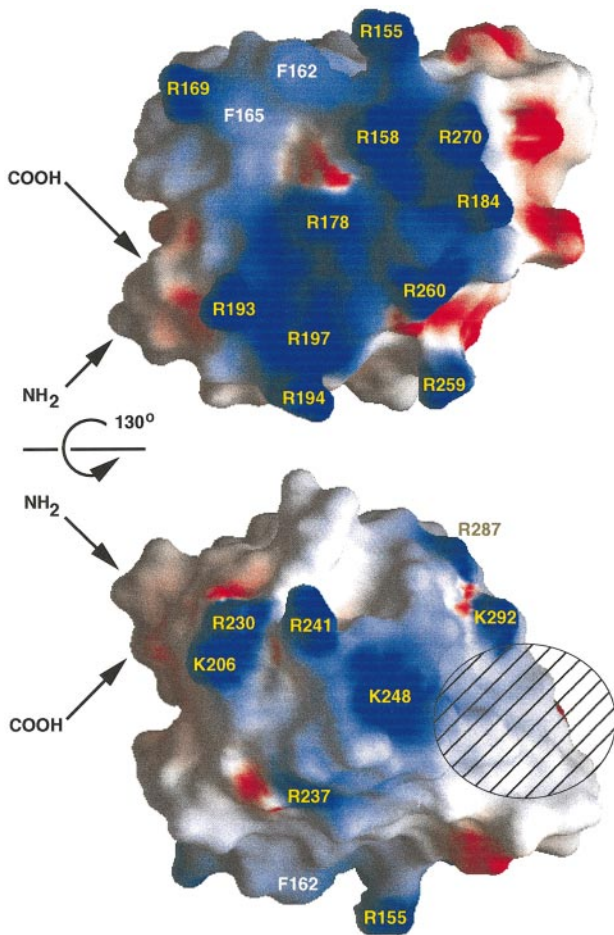 R155
F162
R169
F165
R158
R270
COOH
R184
R178
R260
R193
R197
R259
NH2
R194
130°
NH2
R287
K292
R230
R241
K206
K248
COOH
R237
F162
R155